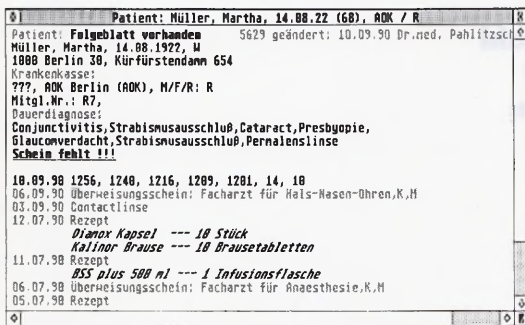 Patient: Müller, Martha, 14.08.22 (68), AOK / R
Patient: Folgeblatt vorhanden 5629 geändert: 10.09.90 Dr.med. Pahlitzsch
Müller, Martha, 14.08.1922, W
1000 Berlin 30, Kürfürstendamm 654
Krankenkasse:
???, AOK Berlin (AOK), M/F/R: R
Mitgl.Nr.: R7,
Dauerdiagnose:
Conjunctivitis,Strabismusausschluß,Cataract,Presbyopie,
Glaucomverdacht,Strabismusausschluß,Permalenslinse
Schein fehlt !!!
10.09.90 1256, 1240, 1216, 1209, 1201, 14, 10
06.09.90 Überweisungsschein: Facharzt für Hals-Nasen-Ohren,K,M
03.09.90 Contactlinse
12.07.90 Rezept
Diamox Kapsel --- 10 Stück
Kalinor Brause --- 10 Brausetabletten
11.07.90 Rezept
BSS plus 500 ml --- 1 Infusionsflasche
06.07.90 Überweisungsschein: Facharzt für Anaesthesie,K,M
05.07.90 Rezept